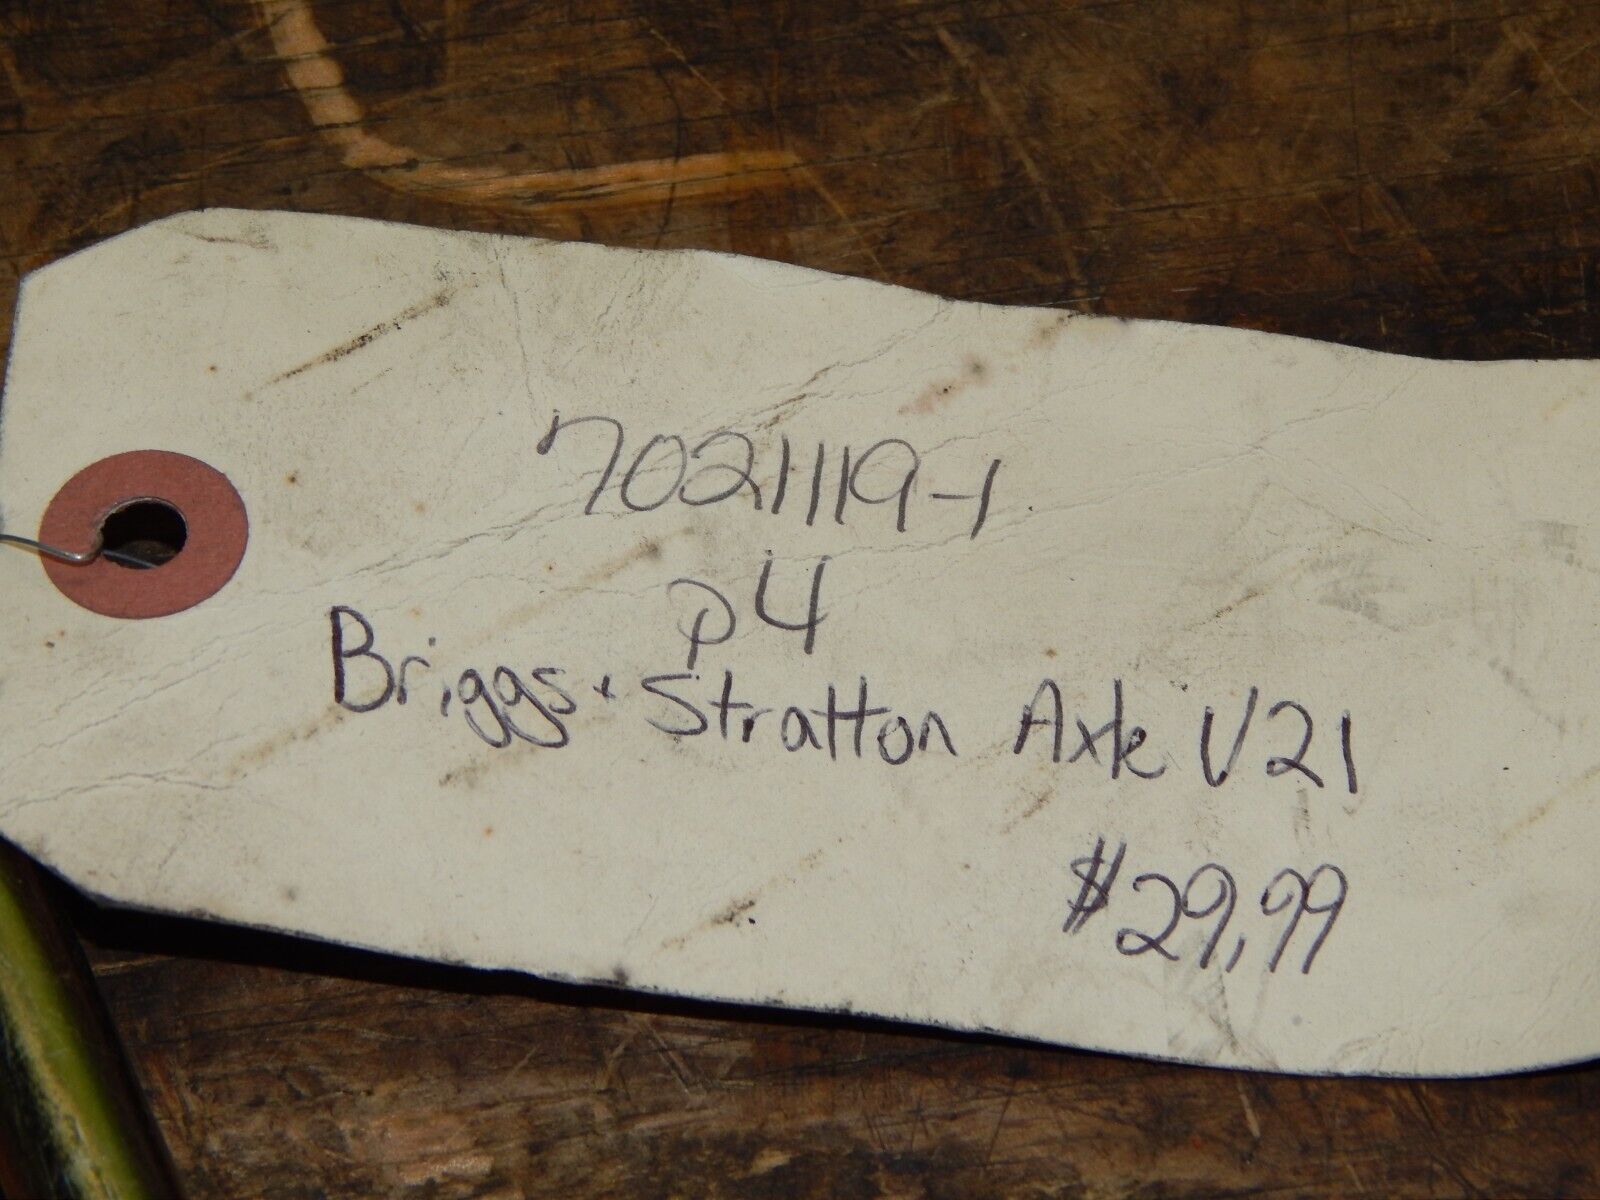 7021119-1
p4
Briggs + Stratton Axle V21
$29.99